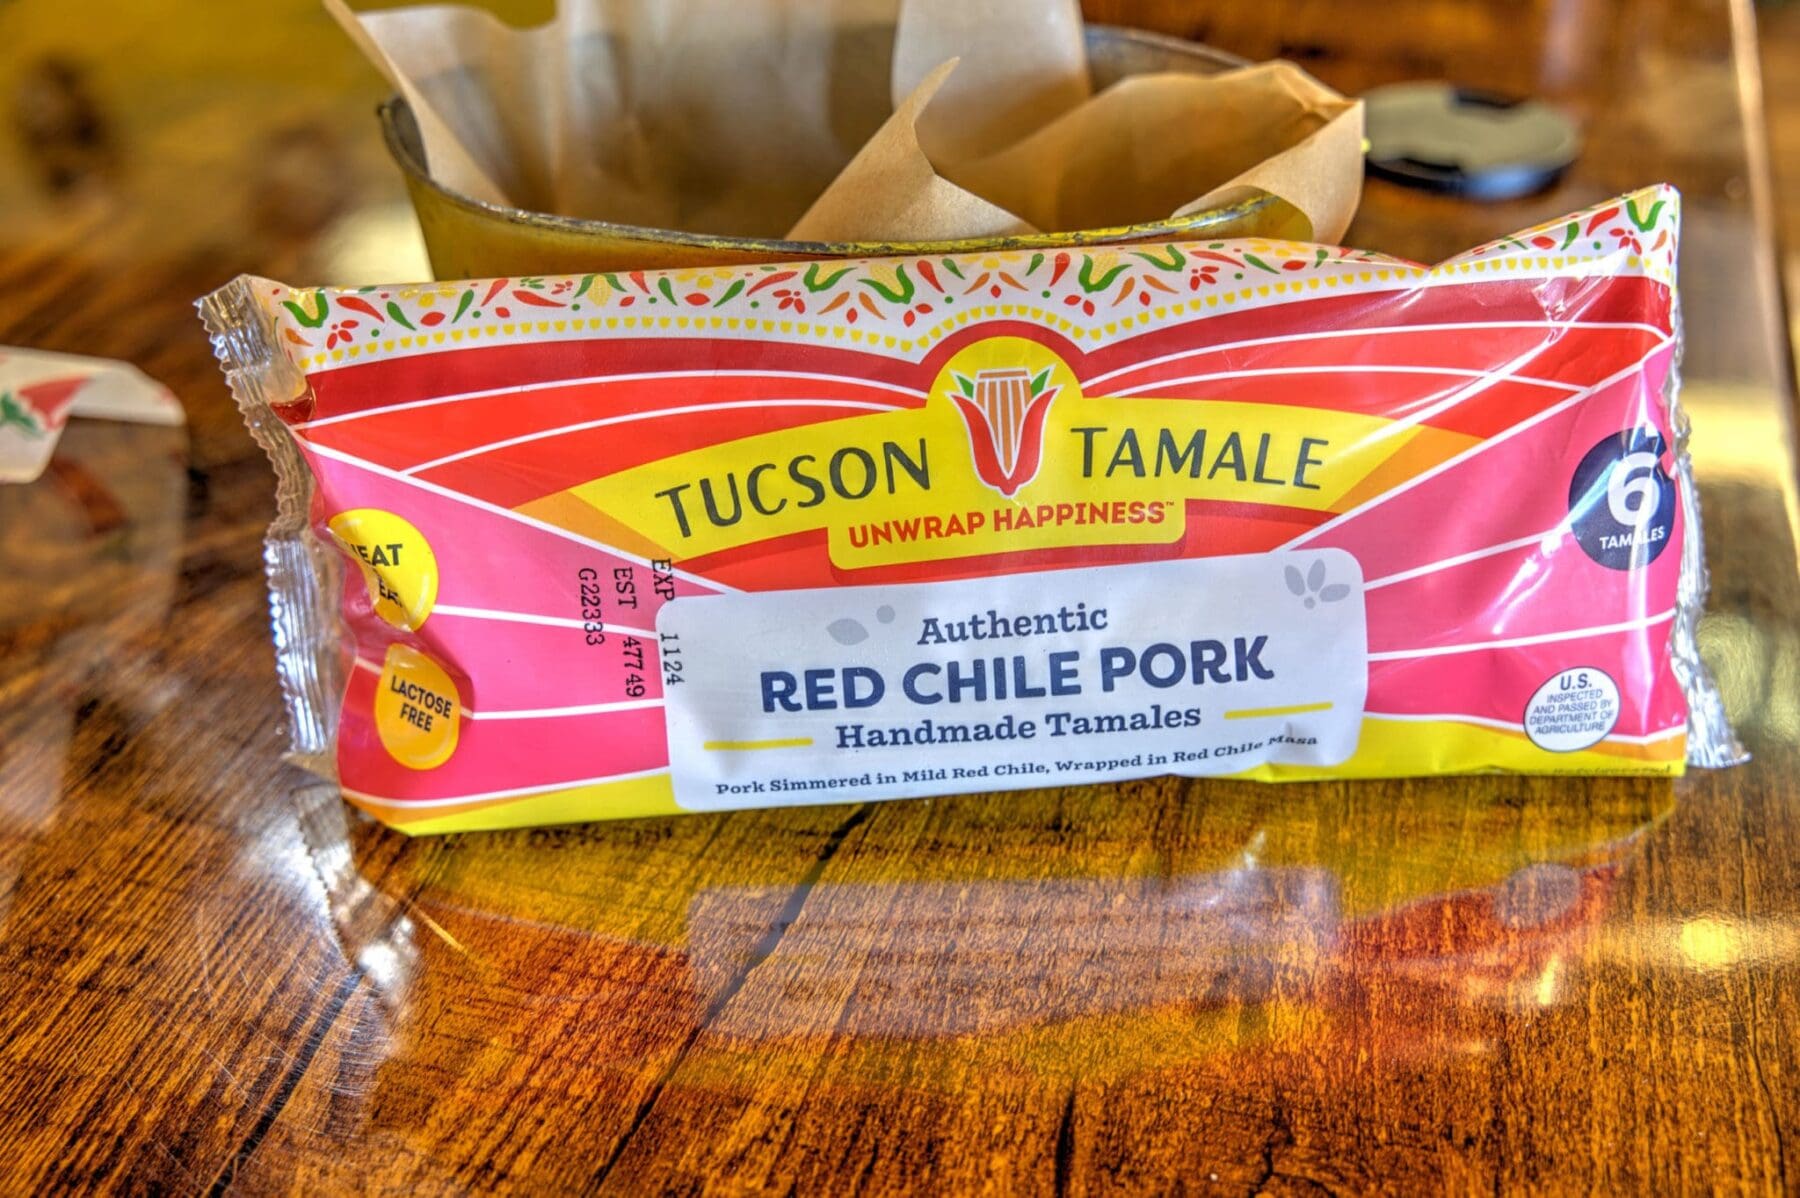 TUCSON TAMALE
UNWRAP HAPPINESS™
6
TAMALES
EXP 1124
EST 47749
G22333
LACTOSE
FREE
Authentic
RED CHILE PORK
Handmade Tamales
Pork Simmered in Mild Red Chile, Wrapped in Red Chile Masa
U.S.
INSPECTED
AND PASSED BY
DEPARTMENT OF
AGRICULTURE